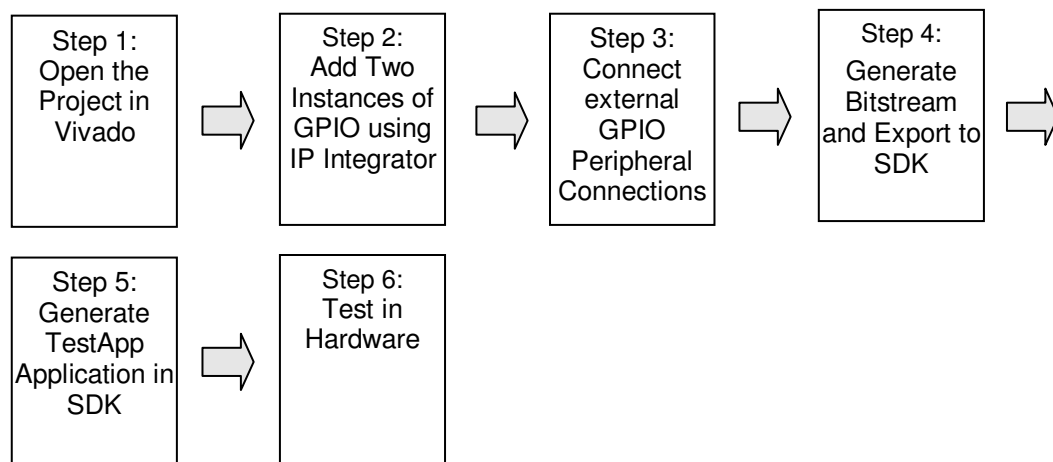 Step 1:
Open the
Project in
Vivado
Step 2:
Add Two
Instances of
GPIO using
IP Integrator
Step 3:
Connect
external
GPIO
Peripheral
Connections
Step 4:
Generate
Bitstream
and Export to
SDK
Step 5:
Generate
TestApp
Application in
SDK
Step 6:
Test in
Hardware